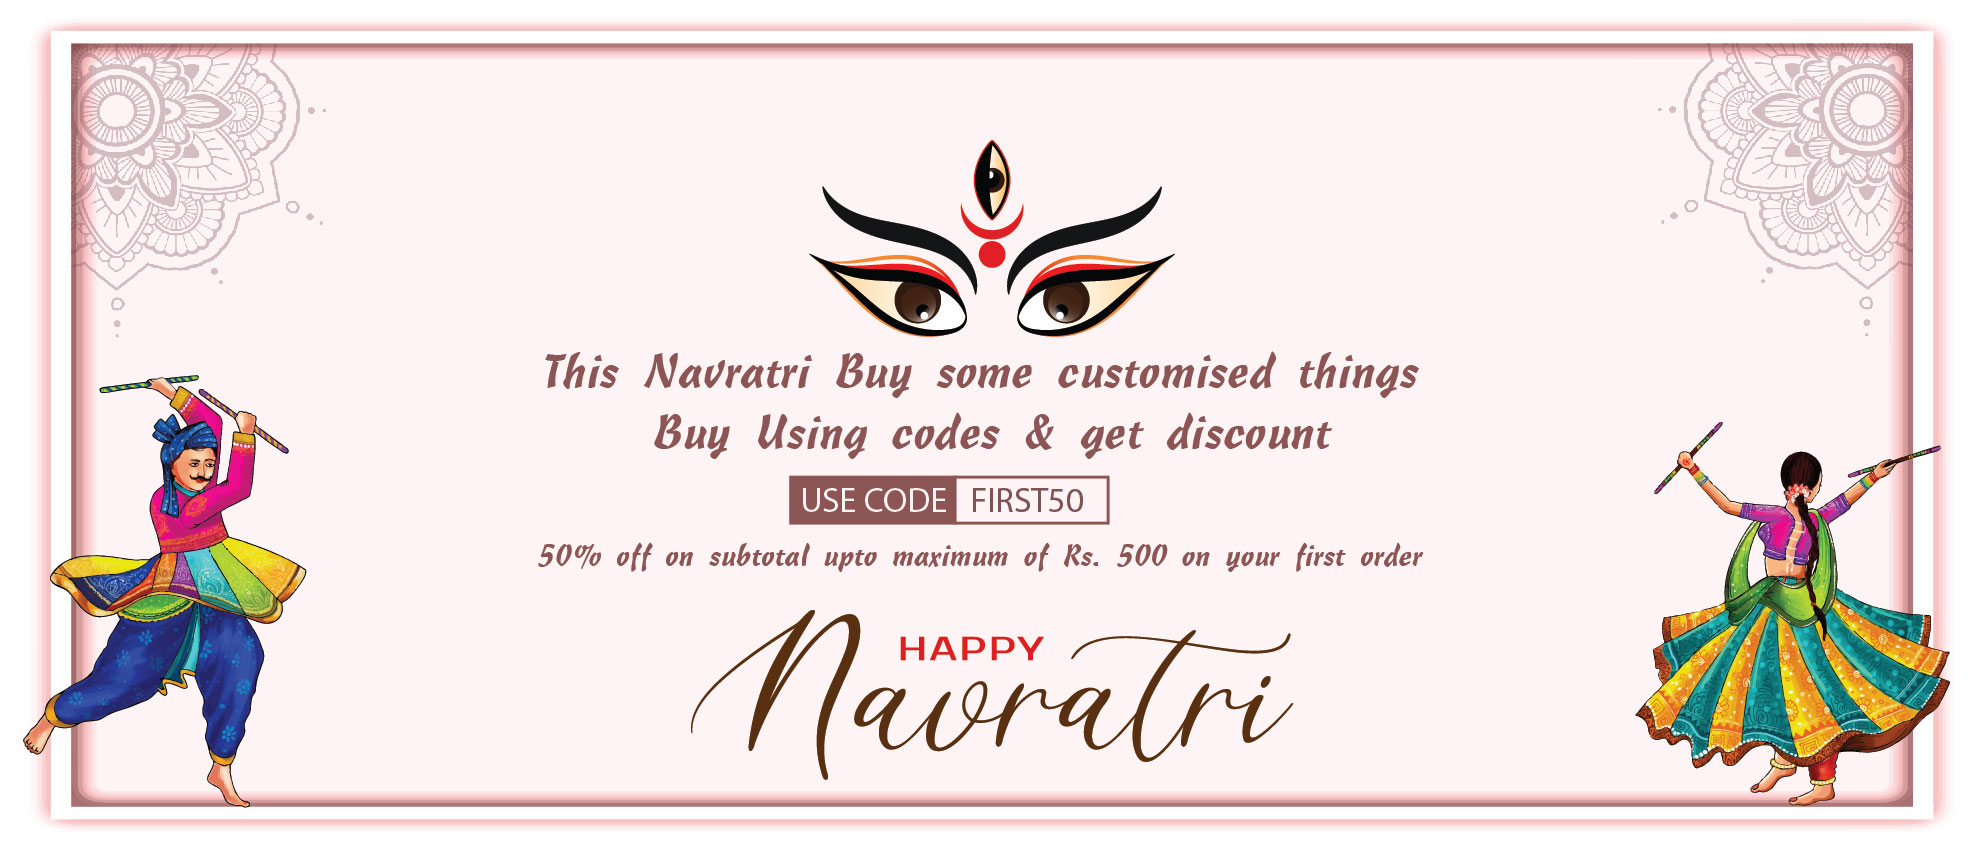 This Navratri Buy some customised things
Buy Using codes & get discount
USE CODE FIRST50
50% off on subtotal upto maximum of Rs. 500 on your first order
HAPPY
Navratri